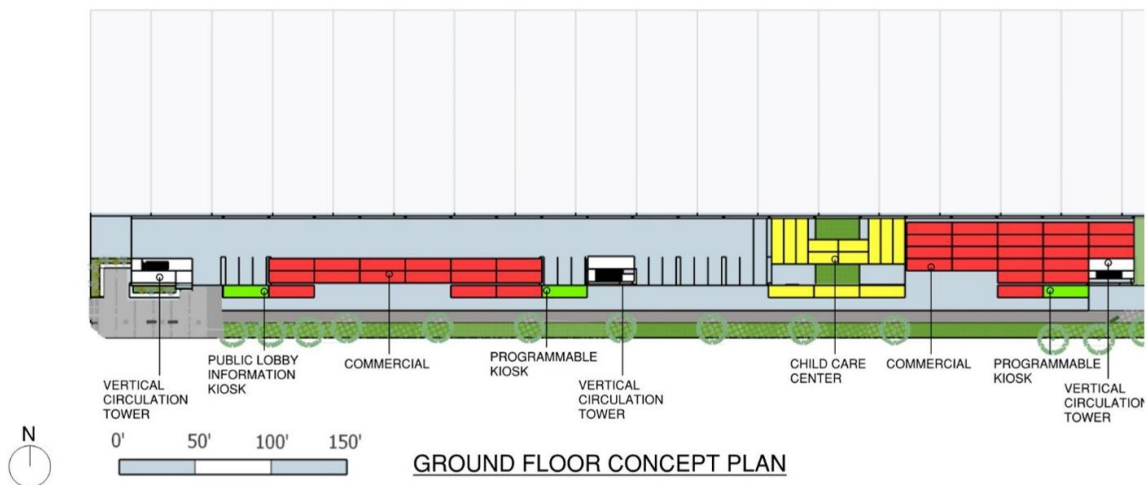 PUBLIC LOBBY
INFORMATION
KIOSK
COMMERCIAL
PROGRAMMABLE
KIOSK
CHILD CARE
CENTER
COMMERCIAL
PROGRAMMABLE
KIOSK
VERTICAL
CIRCULATION
TOWER
VERTICAL
CIRCULATION
TOWER
VERTICAL
CIRCULATION
TOWER
N
0' 50' 100' 150'
GROUND FLOOR CONCEPT PLAN